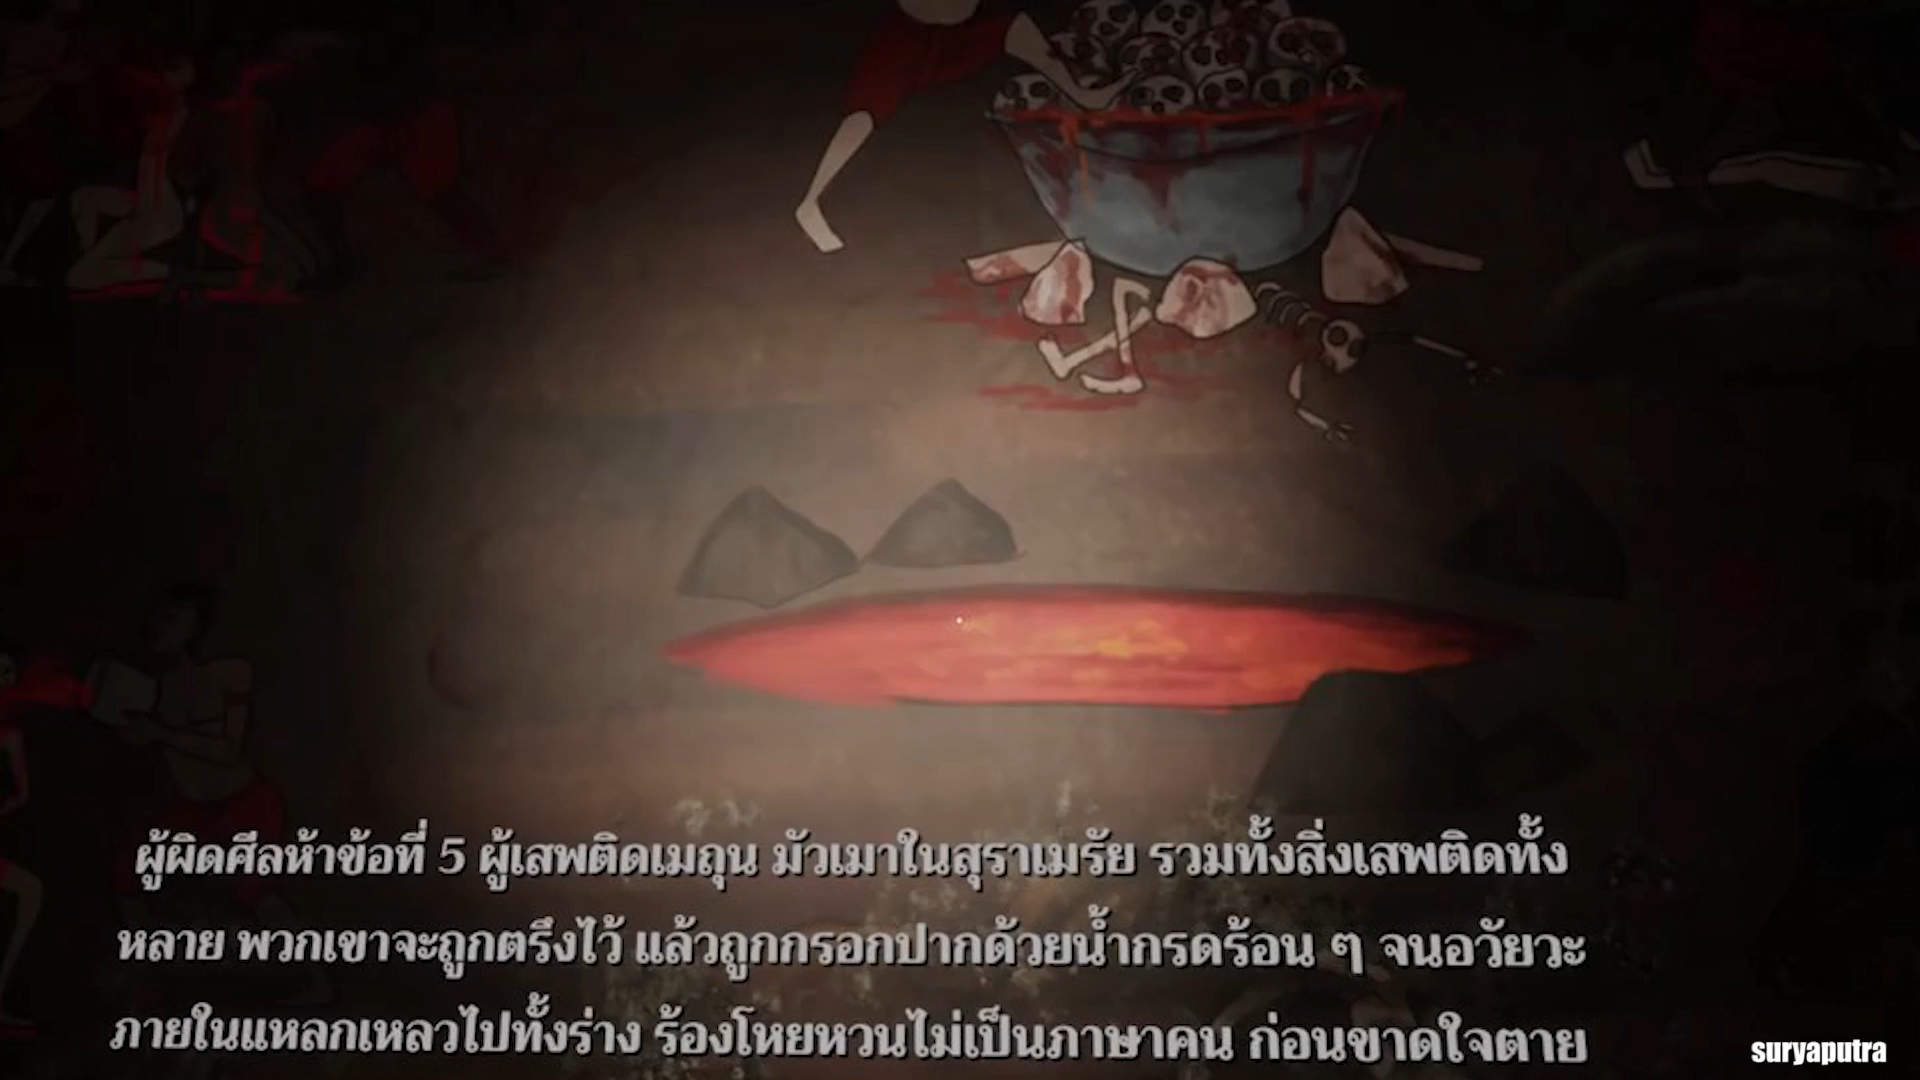 ผู้ผิดศีลห้าข้อที่ 5 ผู้เสพติดเมถุน มัวเมาในสุราเมรัย รวมทั้งสิ่งเสพติดทั้ง
หลาย พวกเขาจะถูกตรึงไว้ แล้วถูกกรอกปากด้วยน้ำกรดร้อน ๆ จนอวัยวะ
ภายในแหลกเหลวไปทั้งร่าง ร้องโหยหวนไม่เป็นภาษาคน ก่อนขาดใจตาย
suryaputra